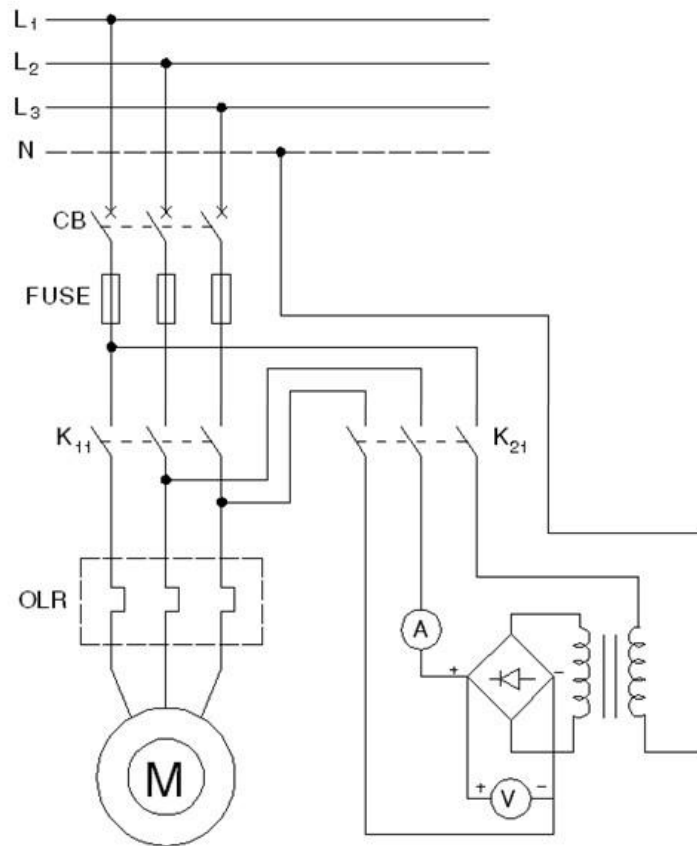 L₁
L₂
L₃
N
CB
FUSE
K₁₁
K₂₁
OLR
A
+ −
M
+ V −